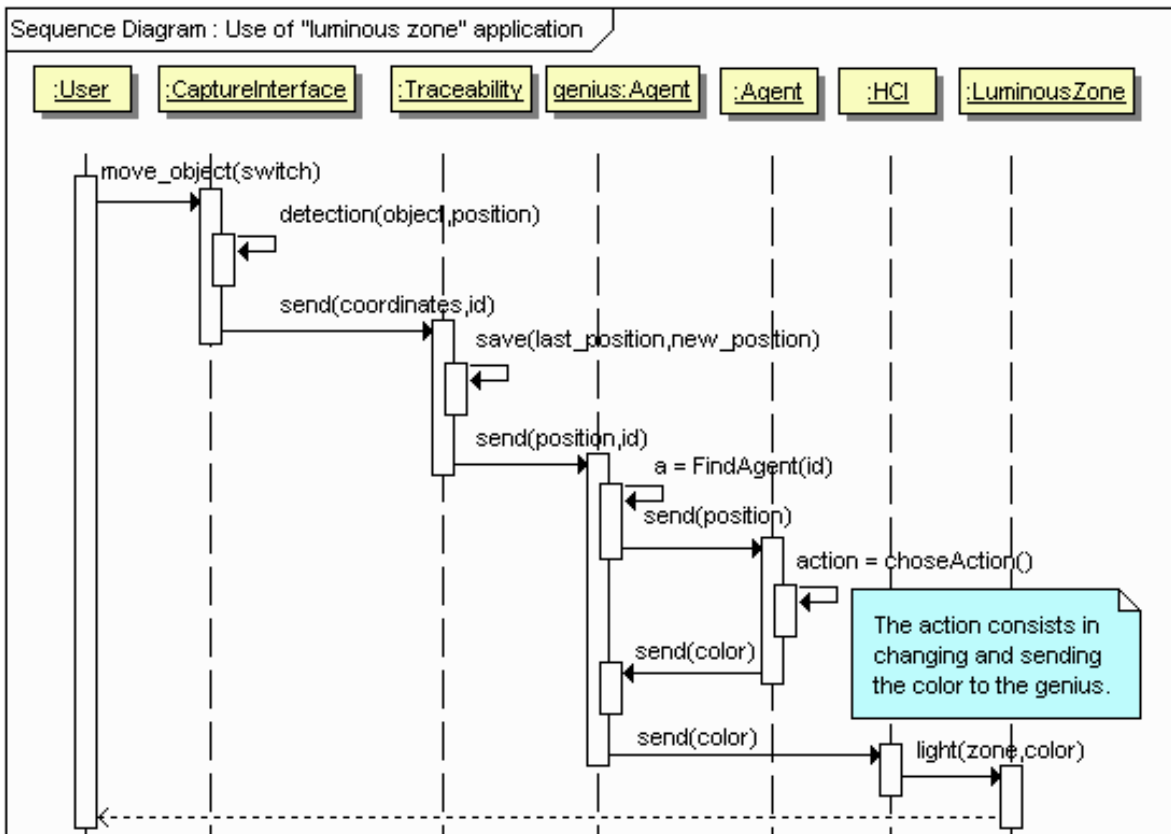 Sequence Diagram : Use of "luminous zone" application
:User
:CaptureInterface
:Traceability
genius:Agent
:Agent
:HCI
:LuminousZone
move_object(switch)
detection(object,position)
send(coordinates,id)
save(last_position,new_position)
send(position,id)
a = FindAgent(id)
send(position)
action = choseAction()
The action consists in
changing and sending
the color to the genius.
send(color)
send(color)
light(zone,color)